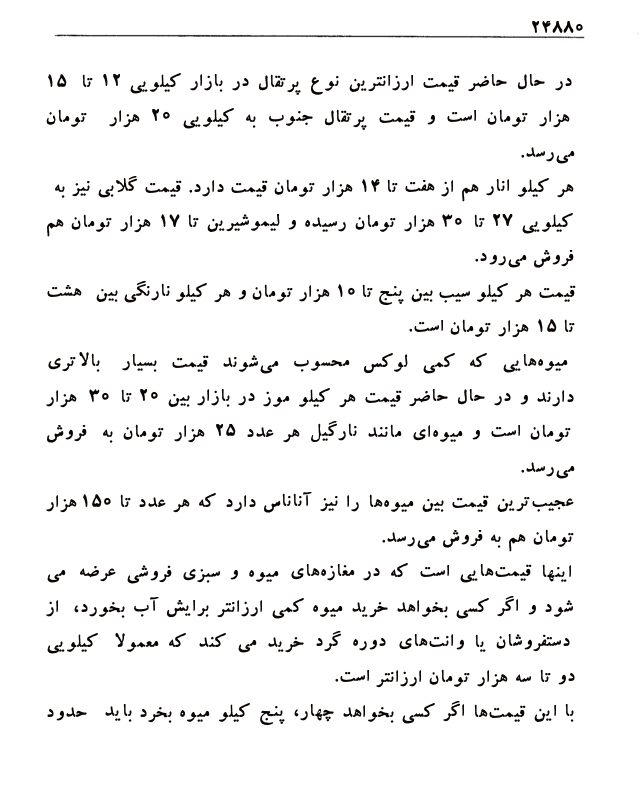 ۲۴۸۸۰
در حال حاضر قیمت ارزانترین نوع پرتقال در بازار کیلویی ۱۲ تا ۱۵
هزار تومان است و قیمت پرتقال جنوب به کیلویی ۲۰ هزار تومان
می‌رسد.
هر کیلو انار هم از هفت تا ۱۴ هزار تومان قیمت دارد. قیمت گلابی نیز به
کیلویی ۲۷ تا ۳۰ هزار تومان رسیده و لیموشیرین تا ۱۷ هزار تومان هم
فروش می‌رود.
قیمت هر کیلو سیب بین پنج تا ۱۰ هزار تومان و هر کیلو نارنگی بین هشت
تا ۱۵ هزار تومان است.
میوه‌هایی که کمی لوکس محسوب می‌شوند قیمت بسیار بالاتری
دارند و در حال حاضر قیمت هر کیلو موز در بازار بین ۲۰ تا ۳۰ هزار
تومان است و میوه‌ای مانند نارگیل هر عدد ۲۵ هزار تومان به فروش
می‌رسد.
عجیب‌ترین قیمت بین میوه‌ها را نیز آناناس دارد که هر عدد تا ۱۵۰ هزار
تومان هم به فروش می‌رسد.
اینها قیمت‌هایی است که در مغازه‌های میوه و سبزی فروشی عرضه می
شود و اگر کسی بخواهد خرید میوه کمی ارزانتر برایش آب بخورد، از
دستفروشان یا وانت‌های دوره گرد خرید می کند که معمولا کیلویی
دو تا سه هزار تومان ارزانتر است.
با این قیمت‌ها اگر کسی بخواهد چهار، پنج کیلو میوه بخرد باید حدود